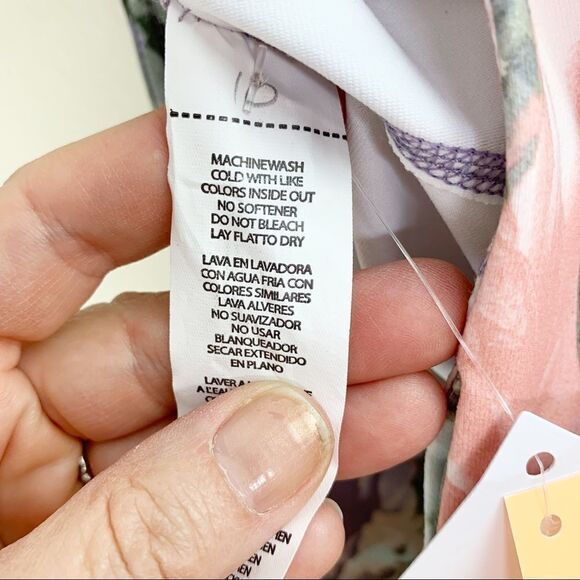 MACHINEWASH
COLD WITH LIKE
COLORS INSIDE OUT
NO SOFTENER
DO NOT BLEACH
LAY FLATTO DRY
LAVA EN LAVADORA
CON AGUA FRIA CON
COLORES SIMILARES
LAVA ALVERES
NO SUAVIZADOR
NO USAR
BLANQUEADOR
SECAR EXTENDIDO
EN PLANO
LAVER